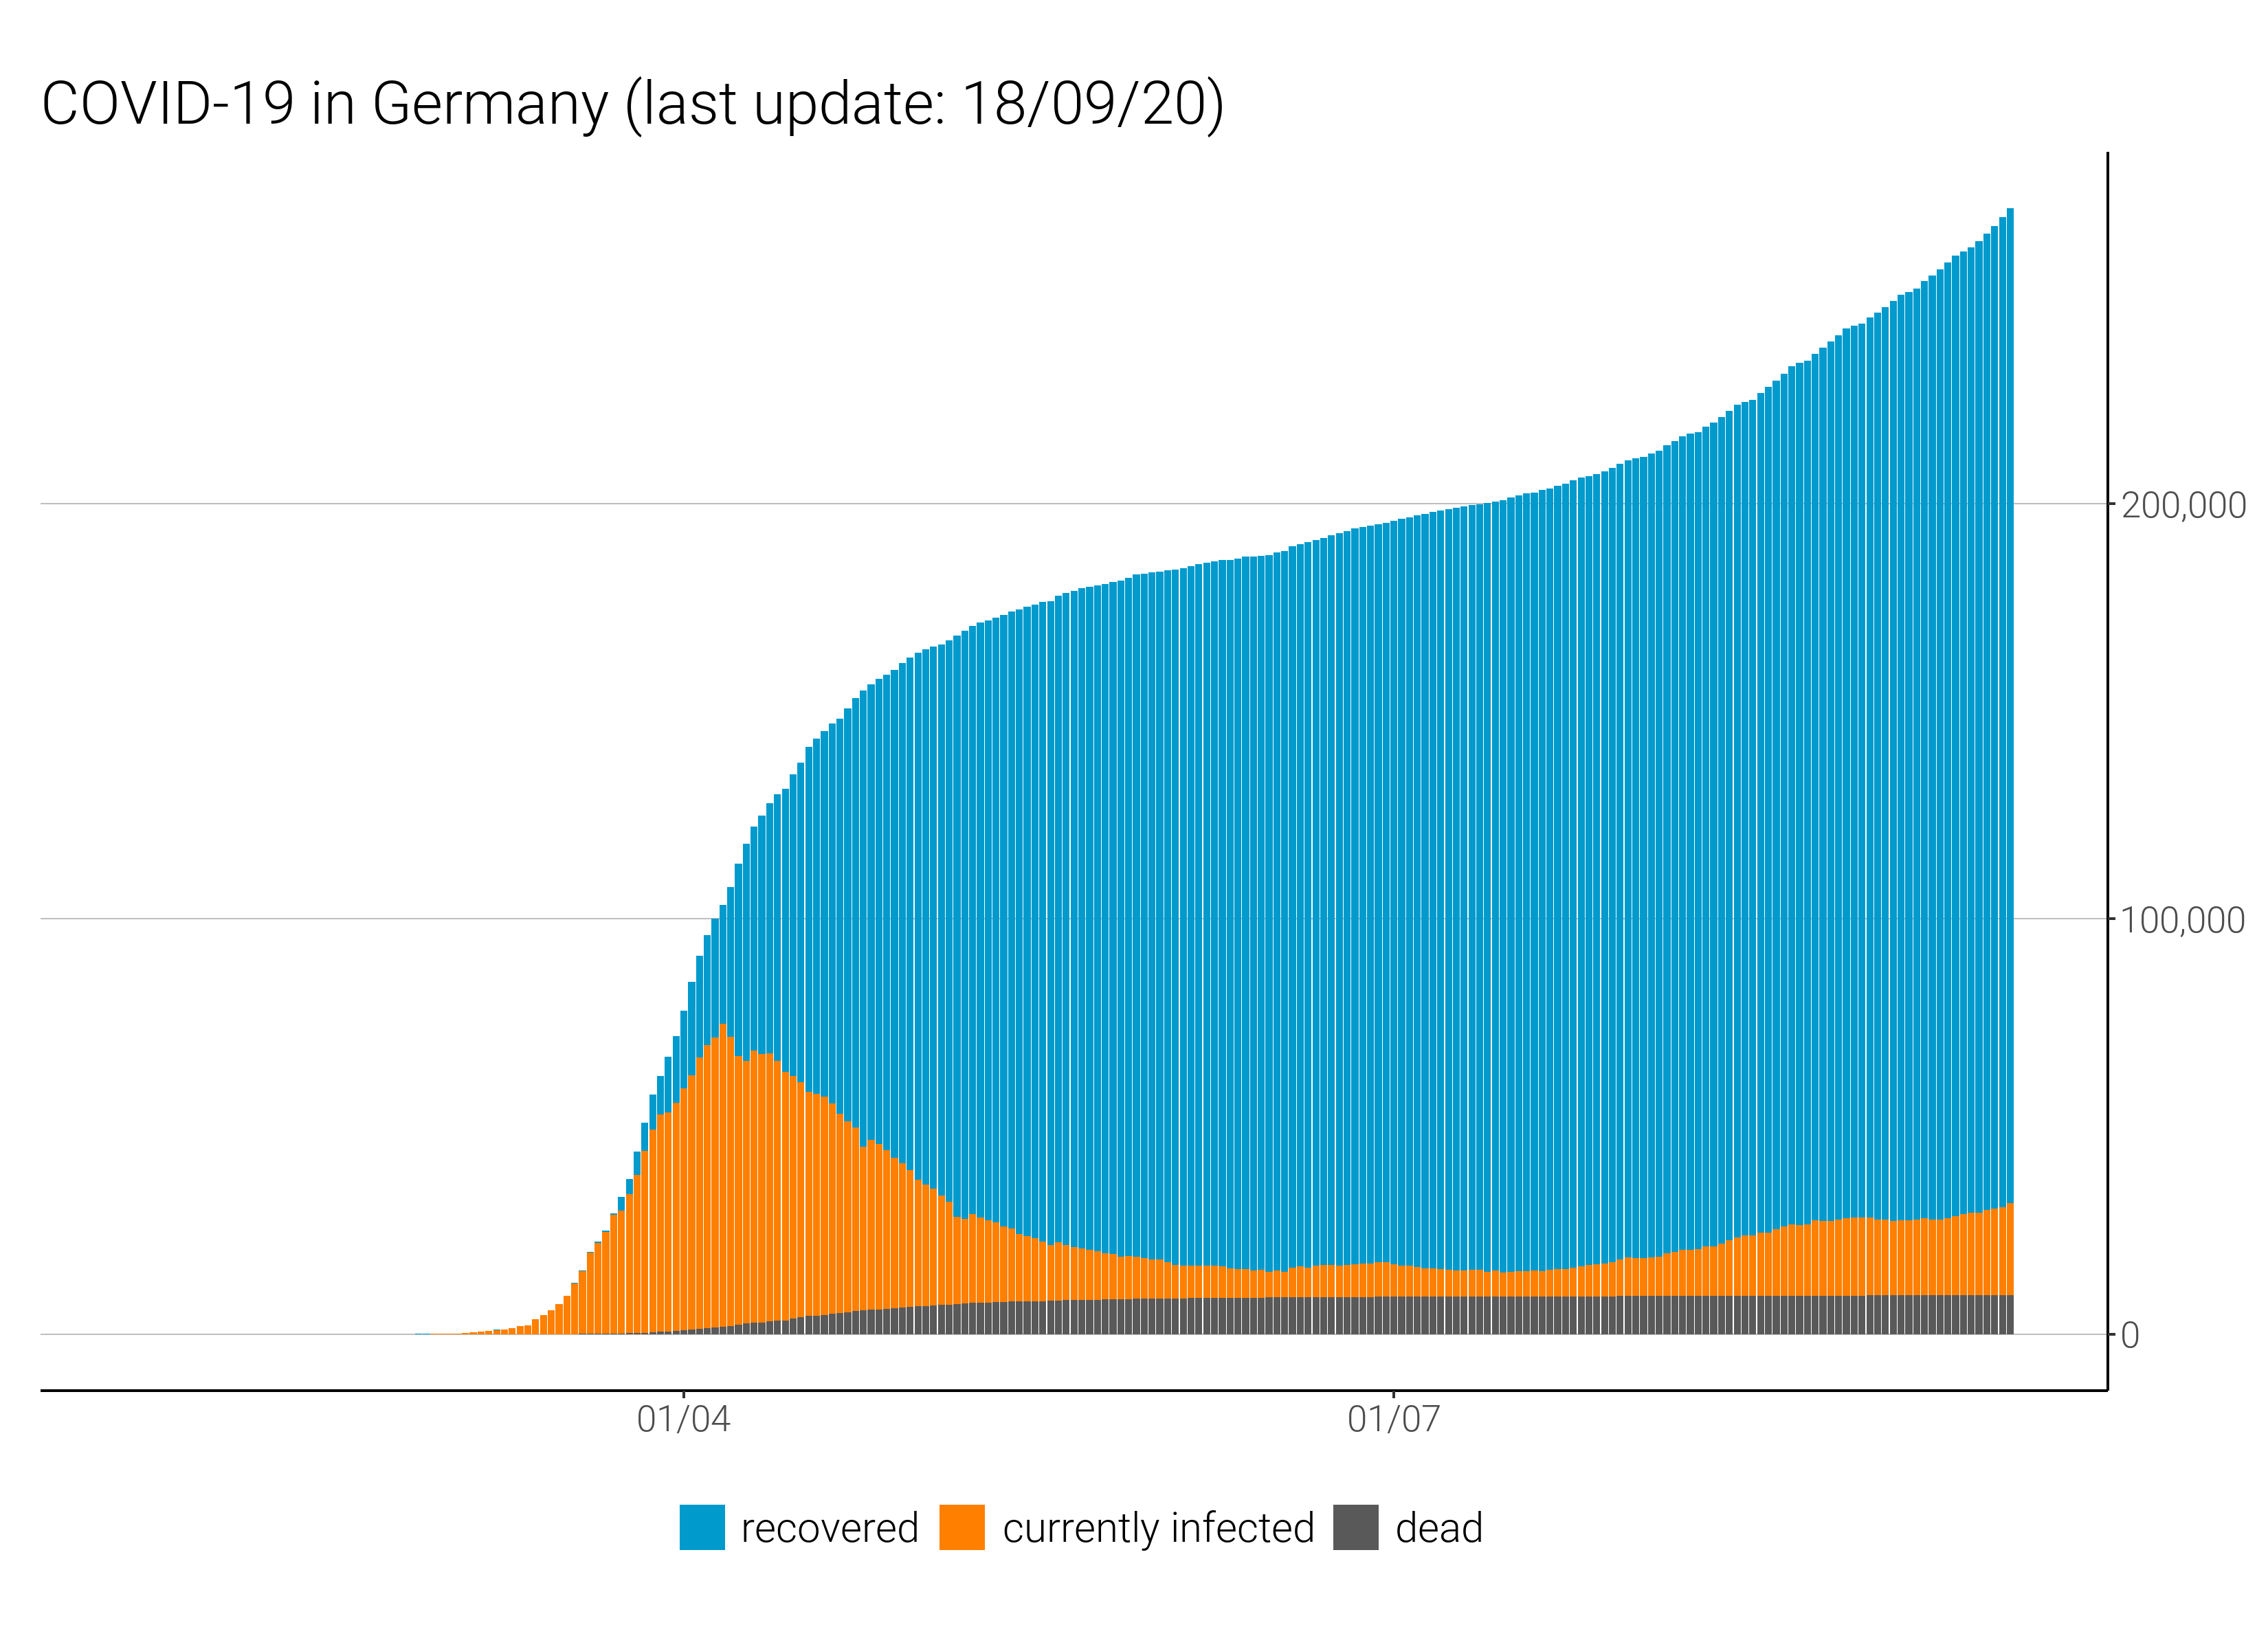 COVID-19 in Germany (last update: 18/09/20)
200,000
100,000
0
01/04 01/07
recovered currently infected dead